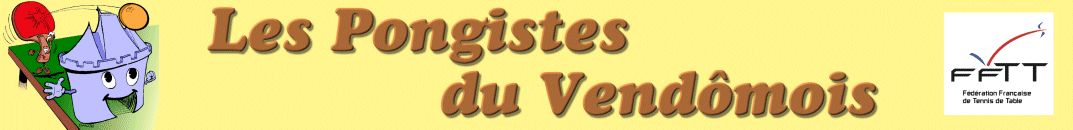 Les Pongistes
du Vendômois
FFTT
Fédération Française
de Tennis de Table